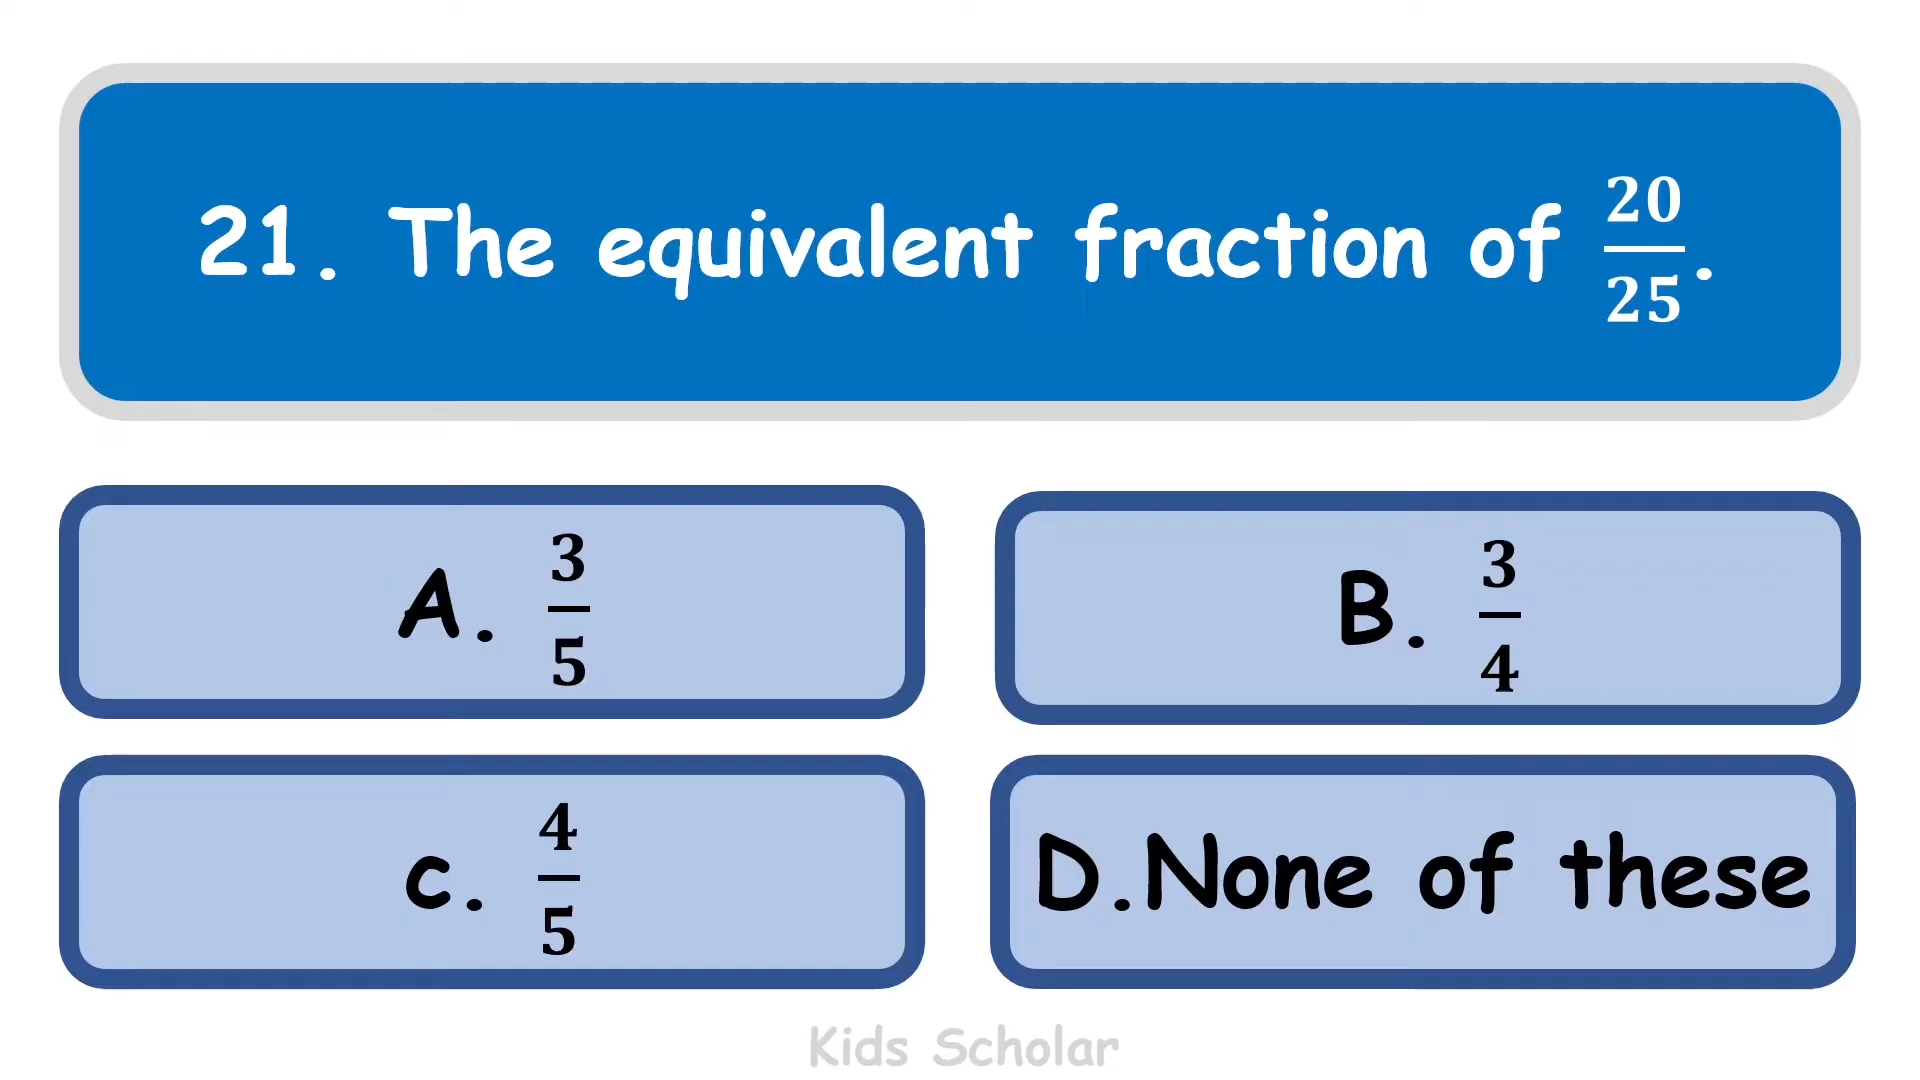 21. The equivalent fraction of 20/25.
A. 3/5
B. 3/4
c. 4/5
D.None of these
Kids Scholar